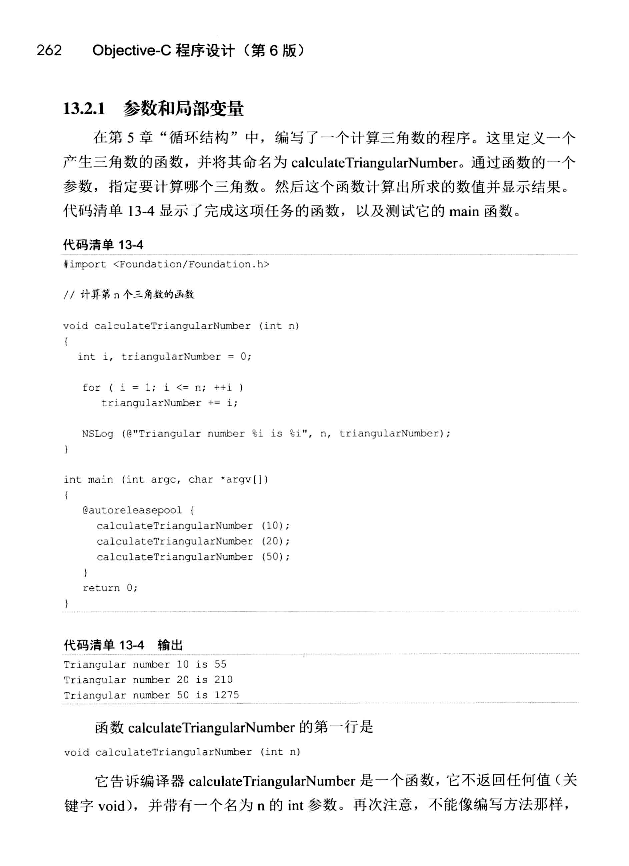 262 Objective-C 程序设计（第 6 版）
13.2.1 参数和局部变量
在第 5 章“循环结构”中，编写了一个计算三角数的程序。这里定义一个
产生三角数的函数，并将其命名为 calculateTriangularNumber。通过函数的一个
参数，指定要计算哪个三角数。然后这个函数计算出所求的数值并显示结果。
代码清单 13-4 显示了完成这项任务的函数，以及测试它的 main 函数。
代码清单 13-4
#import <Foundation/Foundation.h>
// 计算第 n 个三角数的函数
void calculateTriangularNumber (int n)
{
int i, triangularNumber = 0;
for ( i = 1; i <= n; ++i )
triangularNumber += i;
NSLog (@"Triangular number %i is %i", n, triangularNumber);
}
int main (int argc, char *argv[])
{
@autoreleasepool {
calculateTriangularNumber (10);
calculateTriangularNumber (20);
calculateTriangularNumber (50);
}
return 0;
}
代码清单 13-4 输出
Triangular number 10 is 55
Triangular number 20 is 210
Triangular number 50 is 1275
函数 calculateTriangularNumber 的第一行是
void calculateTriangularNumber (int n)
它告诉编译器 calculateTriangularNumber 是一个函数，它不返回任何值（关
键字 void），并带有一个名为 n 的 int 参数。再次注意，不能像编写方法那样，